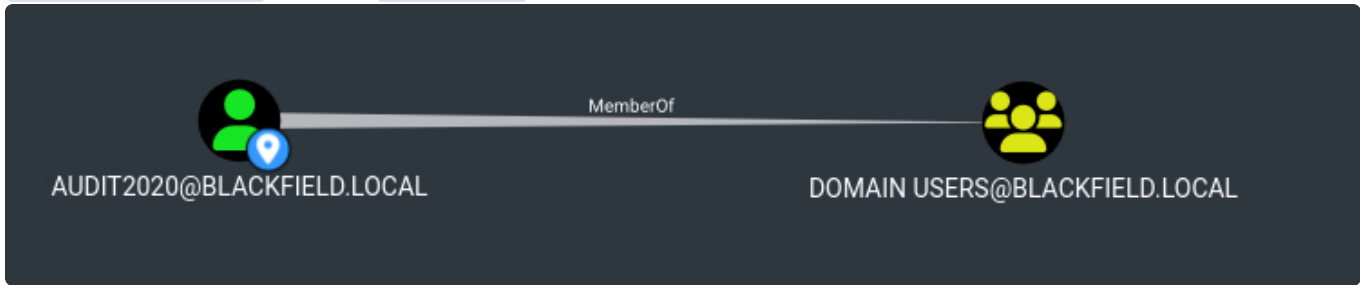 MemberOf
AUDIT2020@BLACKFIELD.LOCAL
DOMAIN USERS@BLACKFIELD.LOCAL